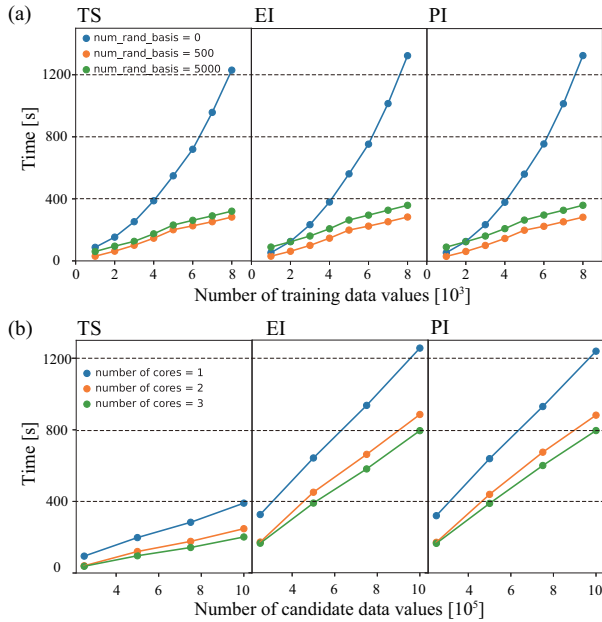 (a) TS EI PI
num_rand_basis = 0
num_rand_basis = 500
num_rand_basis = 5000
1200
800
400
0
Time [s]
0 2 4 6 8 0 2 4 6 8 0 2 4 6 8
Number of training data values [10³]
(b) TS EI PI
number of cores = 1
number of cores = 2
number of cores = 3
1200
800
400
0
Time [s]
4 6 8 10 4 6 8 10 4 6 8 10
Number of candidate data values [10⁵]